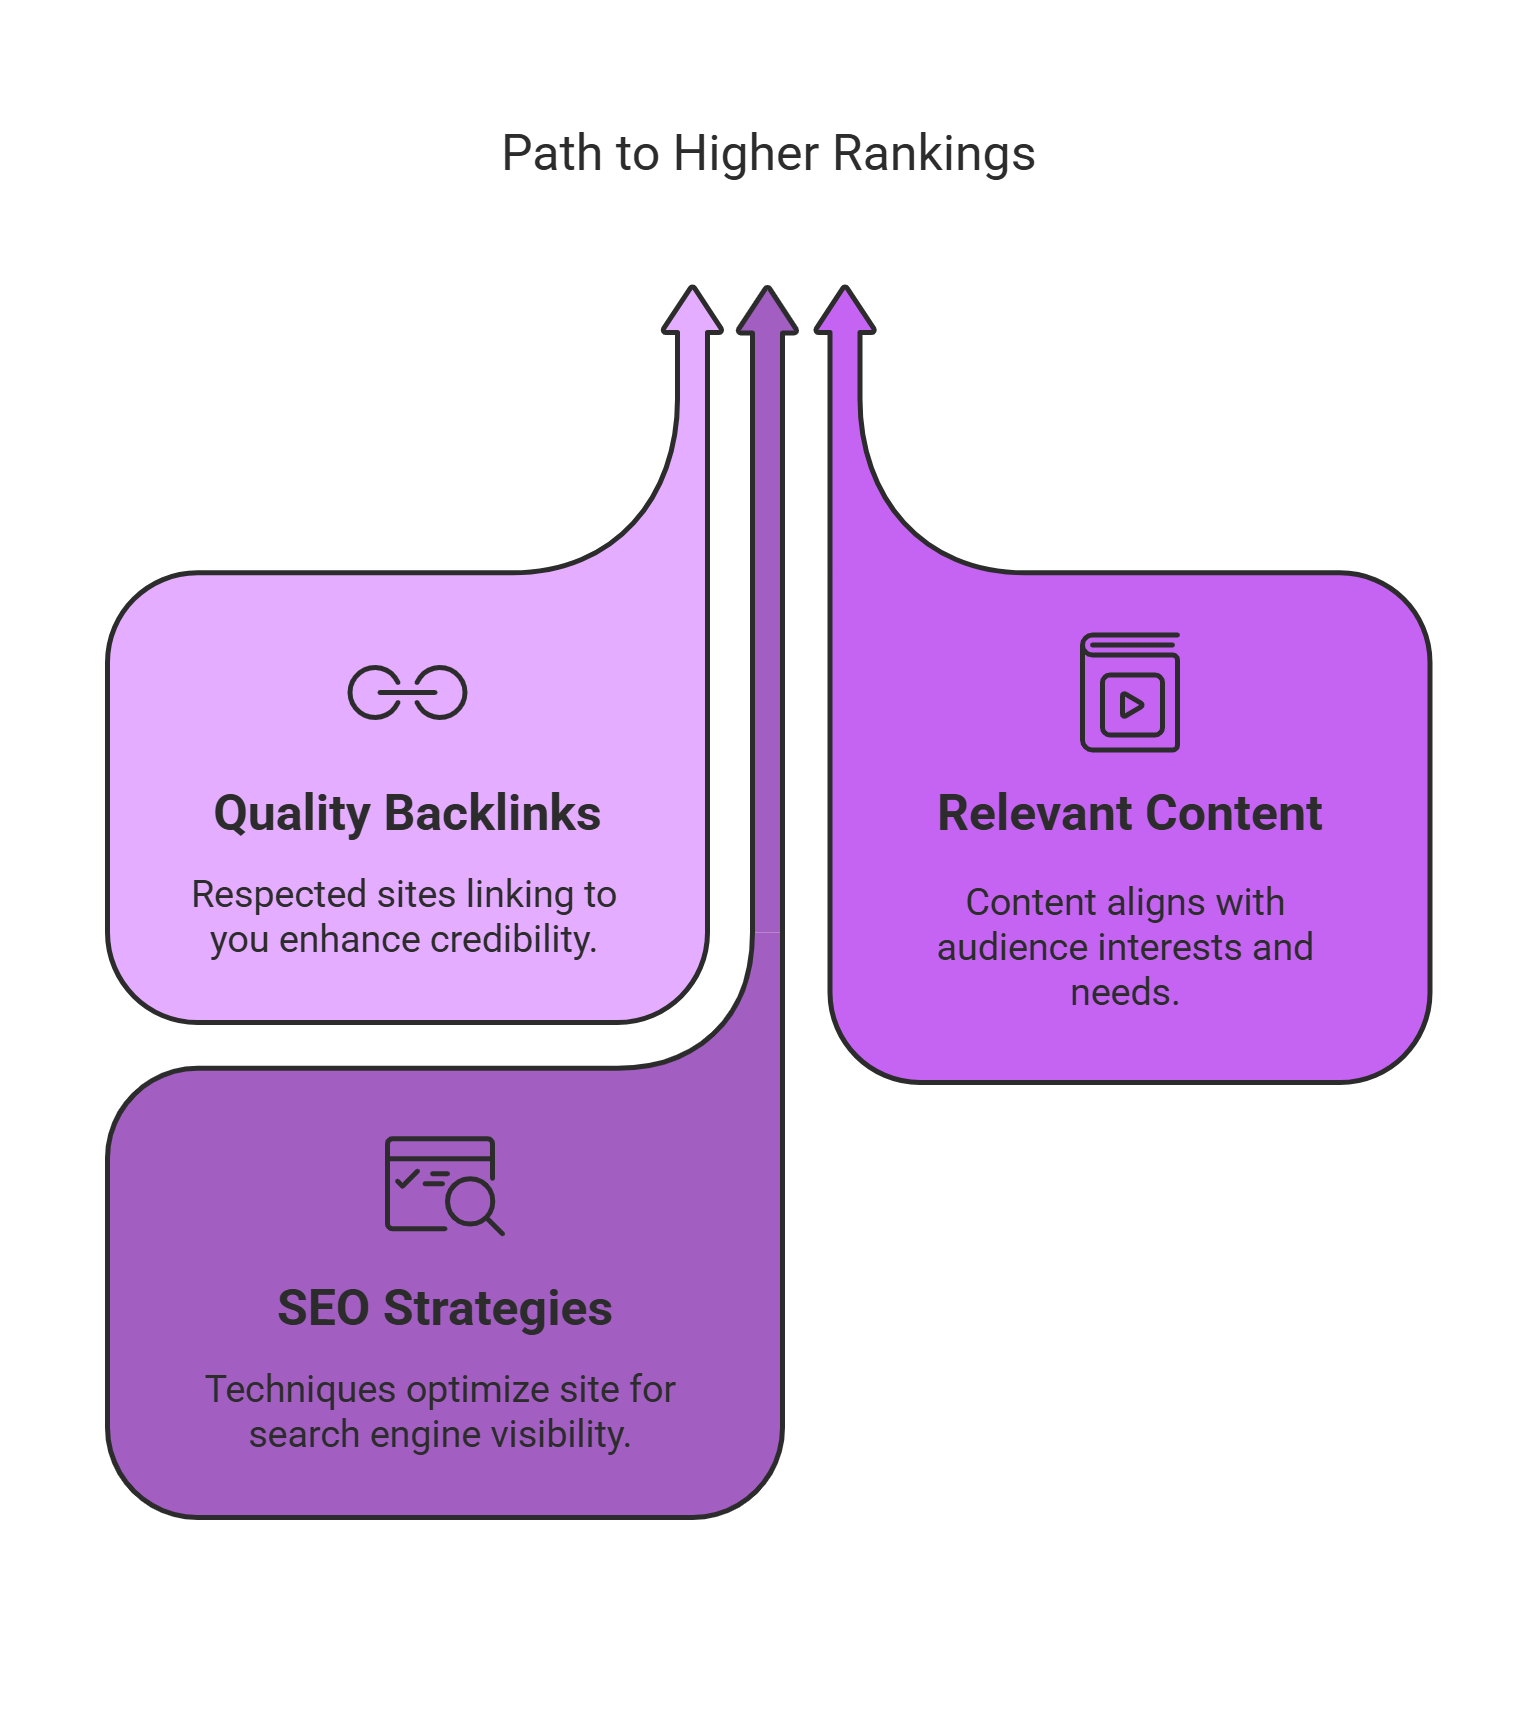 Path to Higher Rankings
Quality Backlinks
Respected sites linking to
you enhance credibility.
Relevant Content
Content aligns with
audience interests and
needs.
SEO Strategies
Techniques optimize site for
search engine visibility.